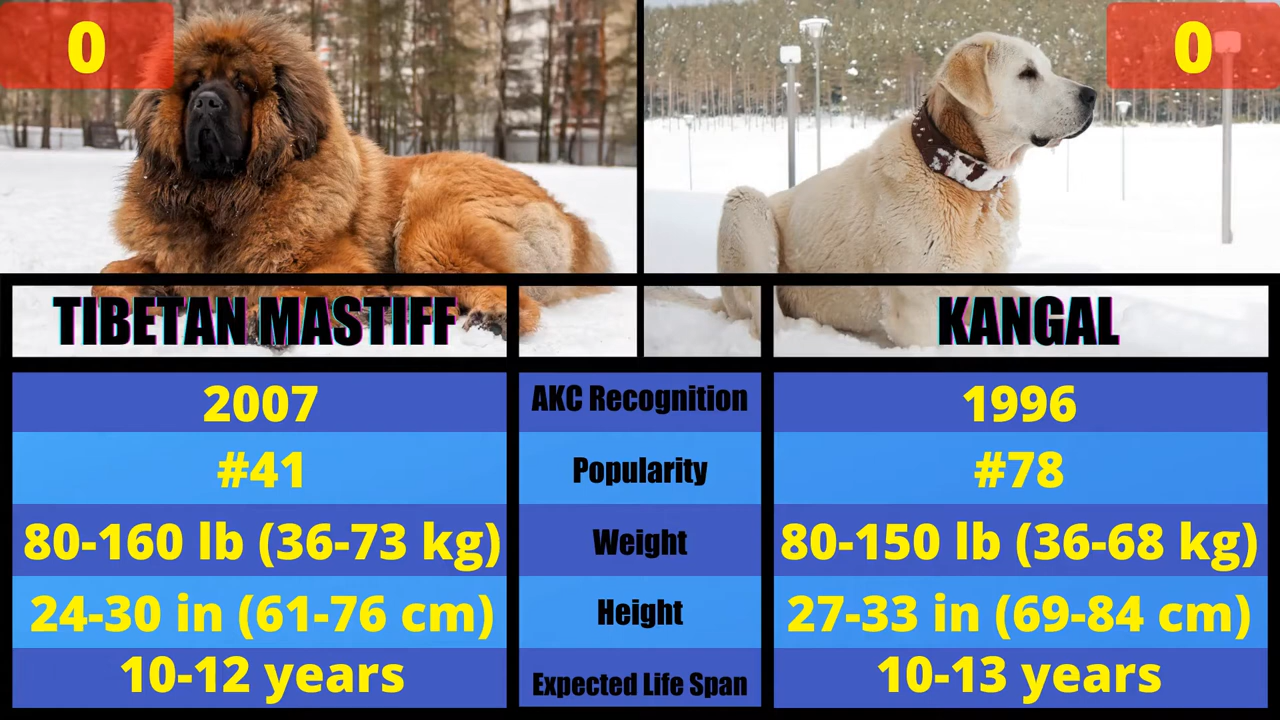 0
0
TIBETAN MASTIFF
KANGAL
2007
AKC Recognition
1996
#41
Popularity
#78
80-160 lb (36-73 kg)
Weight
80-150 lb (36-68 kg)
24-30 in (61-76 cm)
Height
27-33 in (69-84 cm)
10-12 years
Expected Life Span
10-13 years